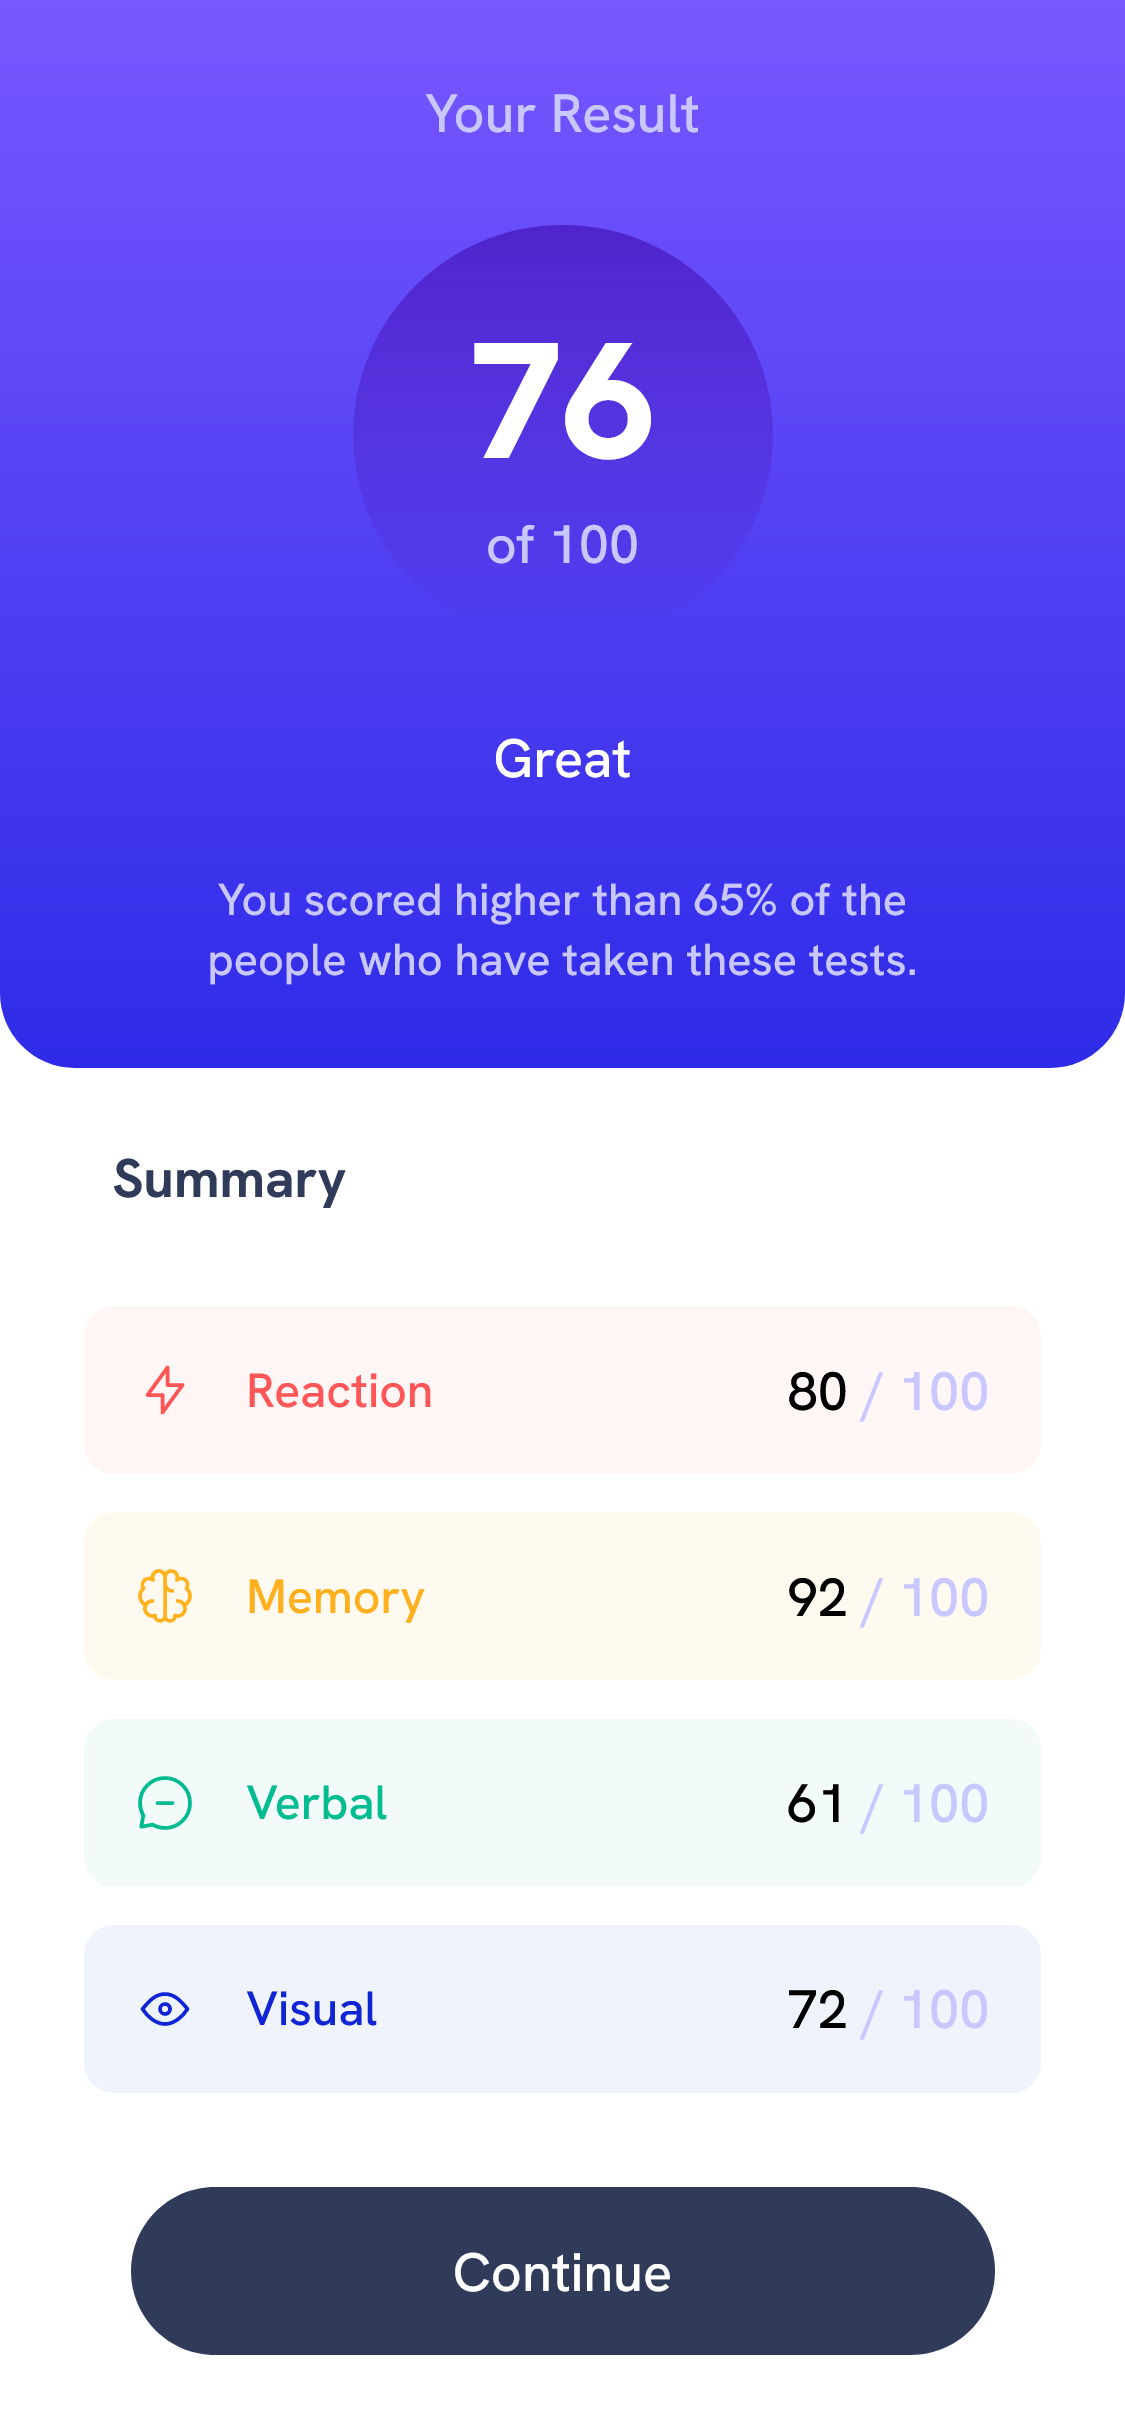 Your Result
76
of 100
Great
You scored higher than 65% of the
people who have taken these tests.
Summary
Reaction 80 / 100
Memory 92 / 100
Verbal 61 / 100
Visual 72 / 100
Continue